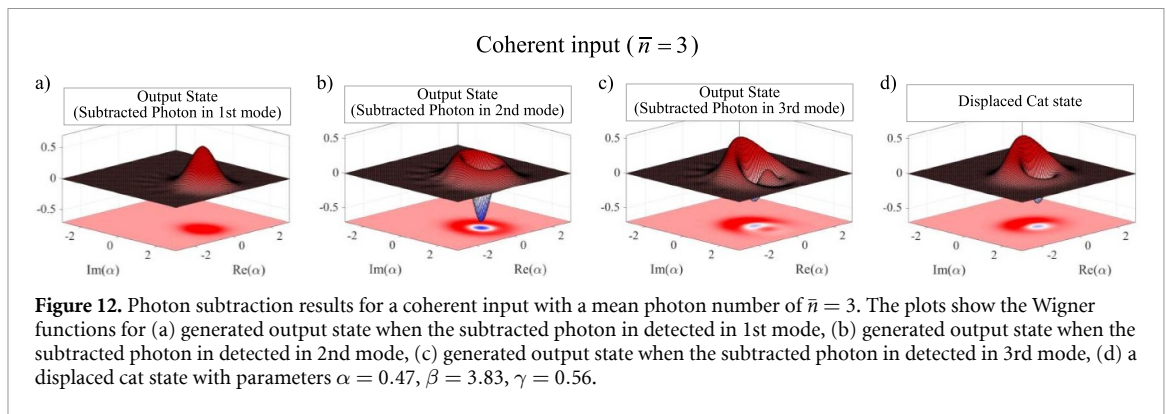 Coherent input ( n̄ = 3 )
a)
Output State
(Subtracted Photon in 1st mode)
b)
Output State
(Subtracted Photon in 2nd mode)
c)
Output State
(Subtracted Photon in 3rd mode)
d)
Displaced Cat state
0.5
0
-0.5
-2
0
2
Im(α)
-2
0
2
Re(α)
0.5
0
-0.5
-2
0
2
Im(α)
-2
0
2
Re(α)
0.5
0
-0.5
-2
0
2
Im(α)
-2
0
2
Re(α)
0.5
0
-0.5
-2
0
2
Im(α)
-2
0
2
Re(α)
Figure 12. Photon subtraction results for a coherent input with a mean photon number of n̄ = 3. The plots show the Wigner
functions for (a) generated output state when the subtracted photon in detected in 1st mode, (b) generated output state when the
subtracted photon in detected in 2nd mode, (c) generated output state when the subtracted photon in detected in 3rd mode, (d) a
displaced cat state with parameters α = 0.47, β = 3.83, γ = 0.56.